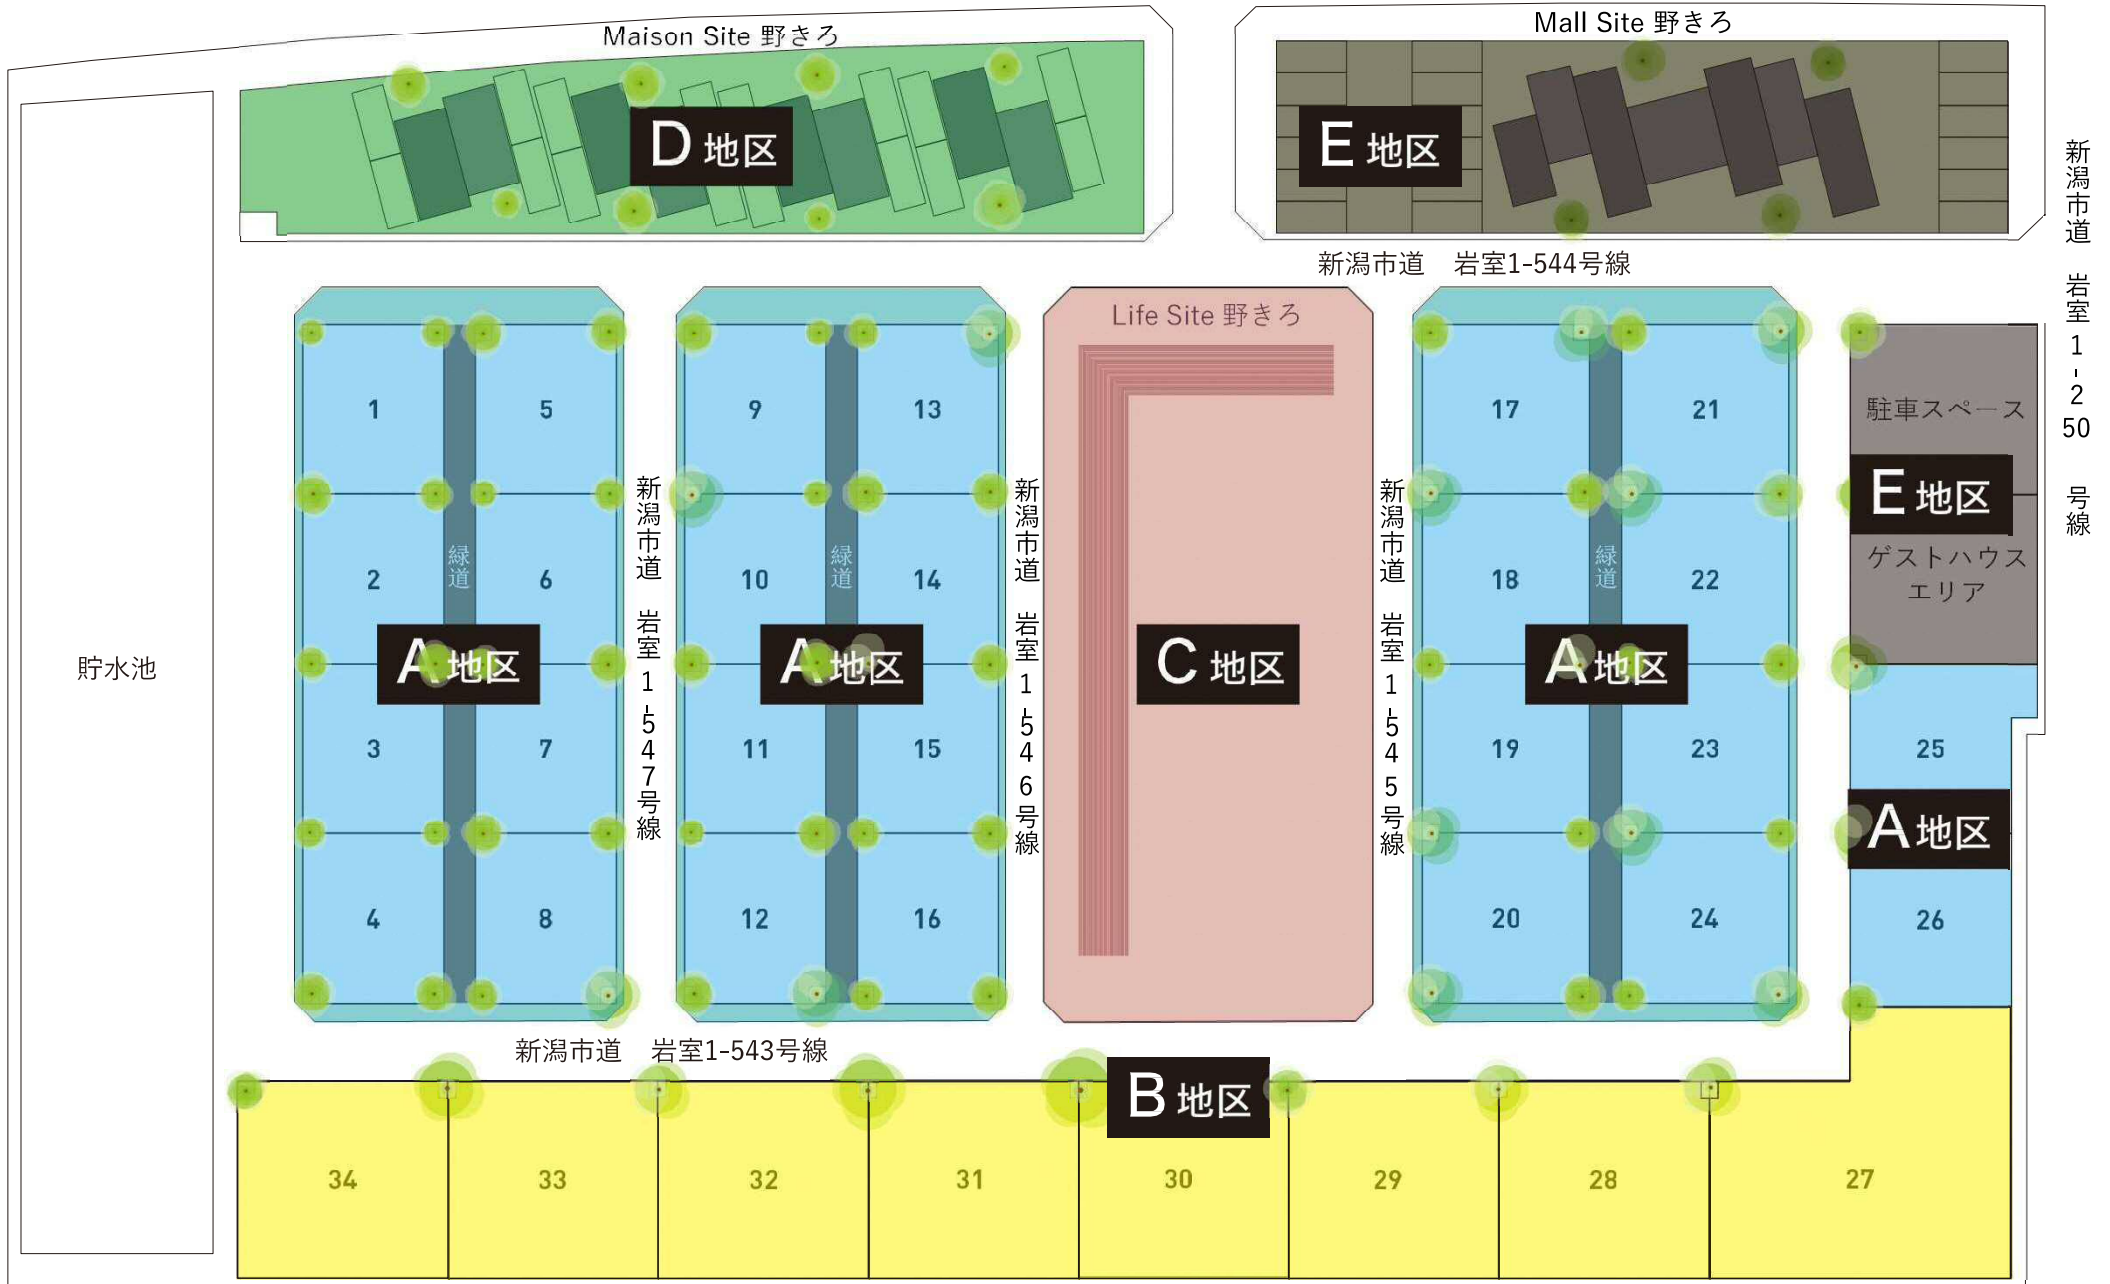 Maison Site 野きろ
Mall Site 野きろ
D 地区
E 地区
新潟市道 岩室1-544号線
新潟市道 岩室1-250号線
Life Site 野きろ
1
5
9
13
17
21
駐車スペース
E 地区
ゲストハウス
エリア
新潟市道 岩室1-547号線
新潟市道 岩室1-546号線
新潟市道 岩室1-545号線
緑道
緑道
緑道
2
6
10
14
18
22
貯水池
A 地区
A 地区
C 地区
A 地区
3
7
11
15
19
23
25
A 地区
4
8
12
16
20
24
26
新潟市道 岩室1-543号線
B 地区
34
33
32
31
30
29
28
27